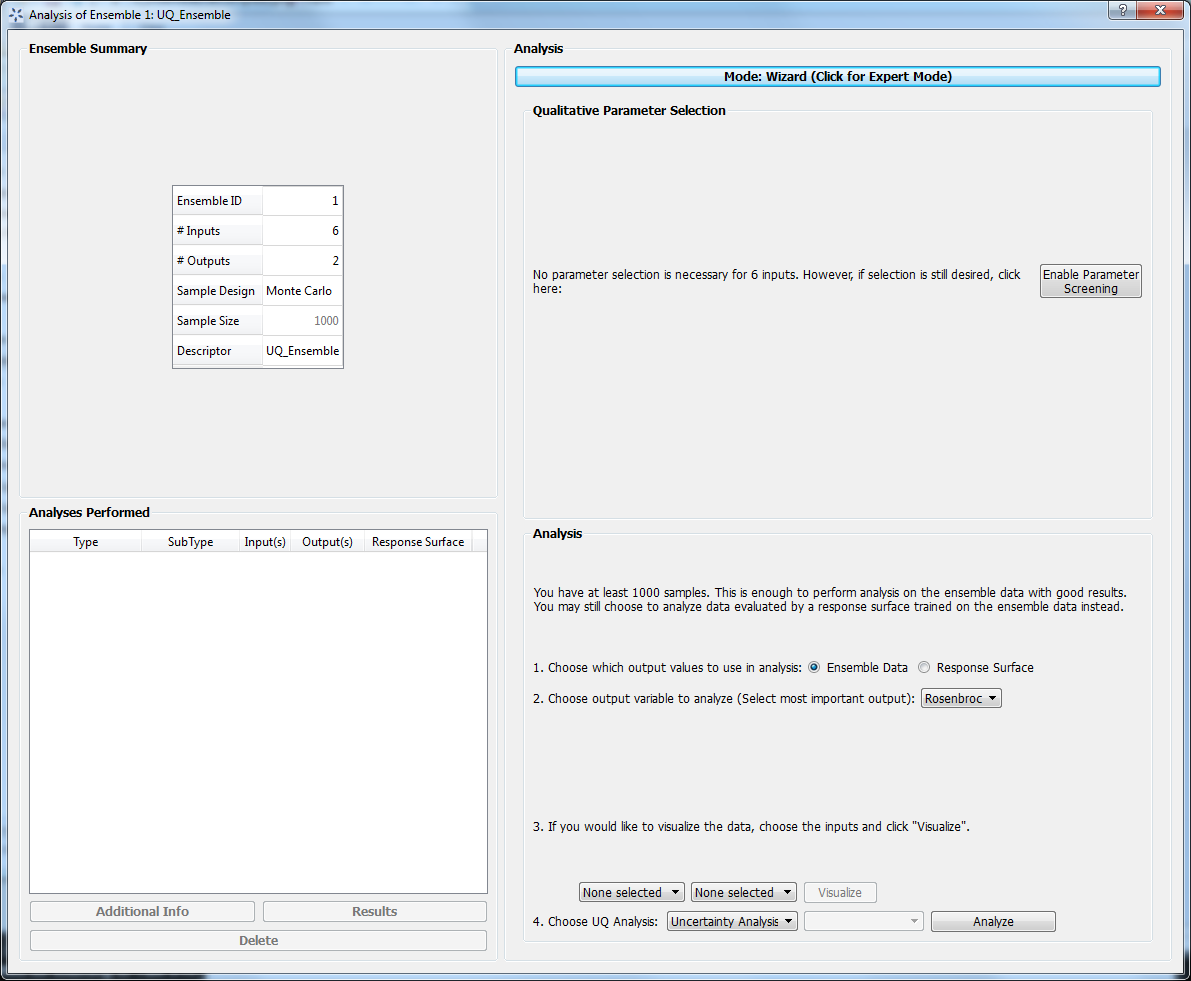 Analysis of Ensemble 1: UQ_Ensemble
?
Ensemble Summary
Ensemble ID 1
# Inputs 6
# Outputs 2
Sample Design Monte Carlo
Sample Size 1000
Descriptor UQ_Ensemble
Analyses Performed
Type SubType Input(s) Output(s) Response Surface
Additional Info Results
Delete
Analysis
Mode: Wizard (Click for Expert Mode)
Qualitative Parameter Selection
No parameter selection is necessary for 6 inputs. However, if selection is still desired, click
here:
Enable Parameter
Screening
Analysis
You have at least 1000 samples. This is enough to perform analysis on the ensemble data with good results.
You may still choose to analyze data evaluated by a response surface trained on the ensemble data instead.
1. Choose which output values to use in analysis: Ensemble Data Response Surface
2. Choose output variable to analyze (Select most important output): Rosenbroc
3. If you would like to visualize the data, choose the inputs and click "Visualize".
None selected None selected Visualize
4. Choose UQ Analysis: Uncertainty Analysis Analyze